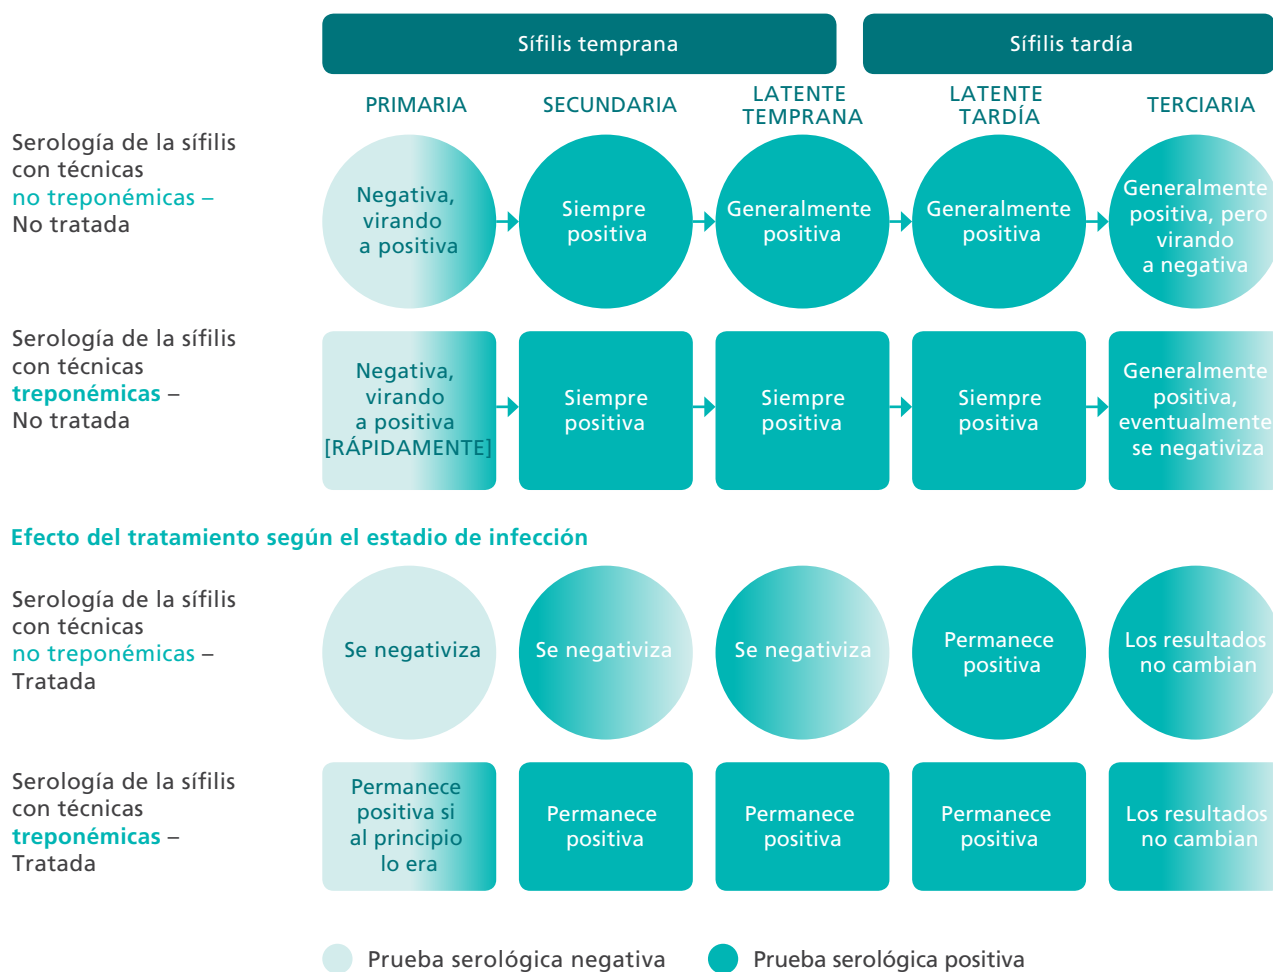 Sífilis temprana
Sífilis tardía
PRIMARIA
SECUNDARIA
LATENTE
TEMPRANA
LATENTE
TARDÍA
TERCIARIA
Serología de la sífilis
con técnicas
no treponémicas –
No tratada
Negativa,
virando
a positiva
Siempre
positiva
Generalmente
positiva
Generalmente
positiva
Generalmente
positiva, pero
virando
a negativa
Serología de la sífilis
con técnicas
treponémicas –
No tratada
Negativa,
virando
a positiva
[RÁPIDAMENTE]
Siempre
positiva
Siempre
positiva
Siempre
positiva
Generalmente
positiva,
eventualmente
se negativiza
Efecto del tratamiento según el estadio de infección
Serología de la sífilis
con técnicas
no treponémicas –
Tratada
Se negativiza
Se negativiza
Se negativiza
Permanece
positiva
Los resultados
no cambian
Serología de la sífilis
con técnicas
treponémicas –
Tratada
Permanece
positiva si
al principio
lo era
Permanece
positiva
Permanece
positiva
Permanece
positiva
Los resultados
no cambian
Prueba serológica negativa
Prueba serológica positiva